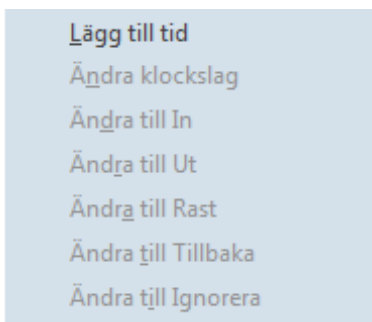 Lägg till tid
Ändra klockslag
Ändra till In
Ändra till Ut
Ändra till Rast
Ändra till Tillbaka
Ändra till Ignorera